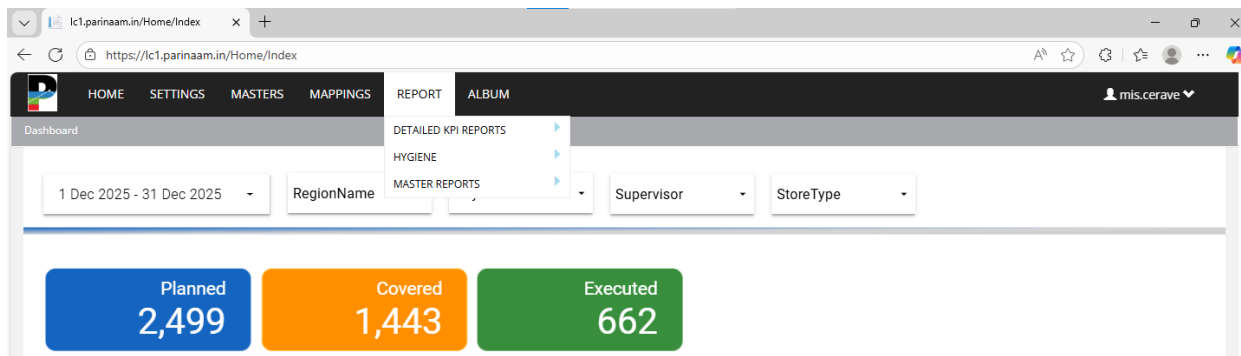 lc1.parinaam.in/Home/Index
https://lc1.parinaam.in/Home/Index
HOME SETTINGS MASTERS MAPPINGS REPORT ALBUM mis.cerave
Dashboard
DETAILED KPI REPORTS
HYGIENE
MASTER REPORTS
1 Dec 2025 - 31 Dec 2025 RegionName Supervisor StoreType
Planned Covered Executed
2,499 1,443 662